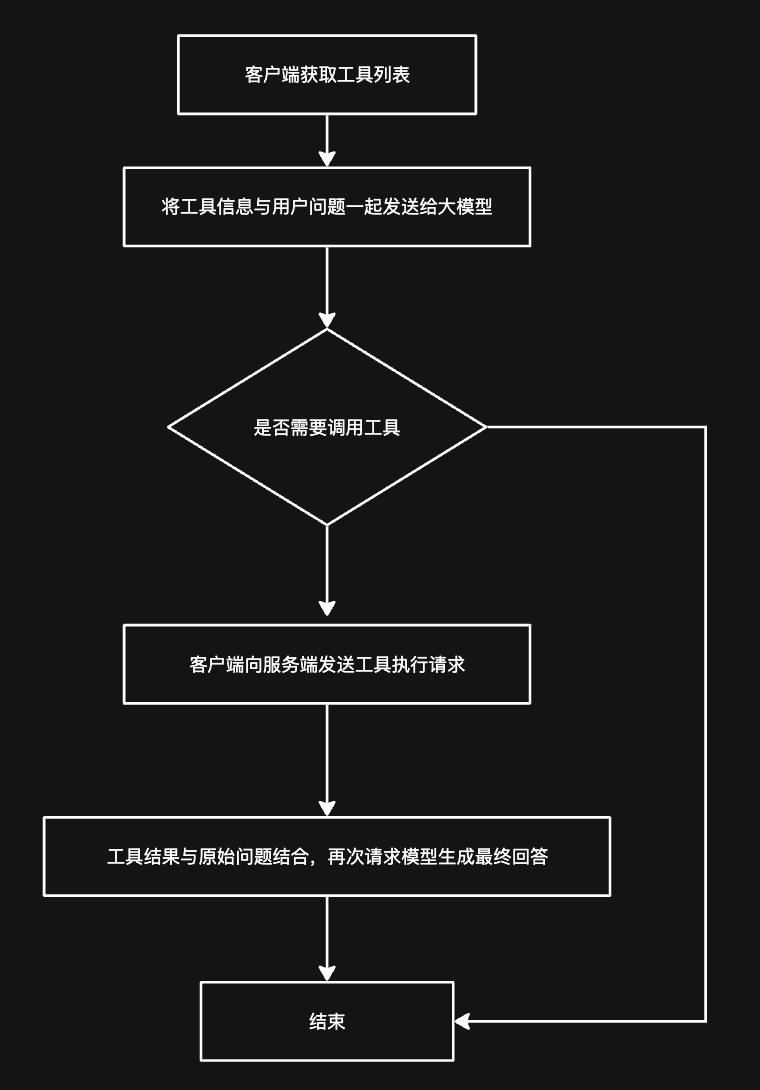 客户端获取工具列表
将工具信息与用户问题一起发送给大模型
是否需要调用工具
客户端向服务端发送工具执行请求
工具结果与原始问题结合，再次请求模型生成最终回答
结束